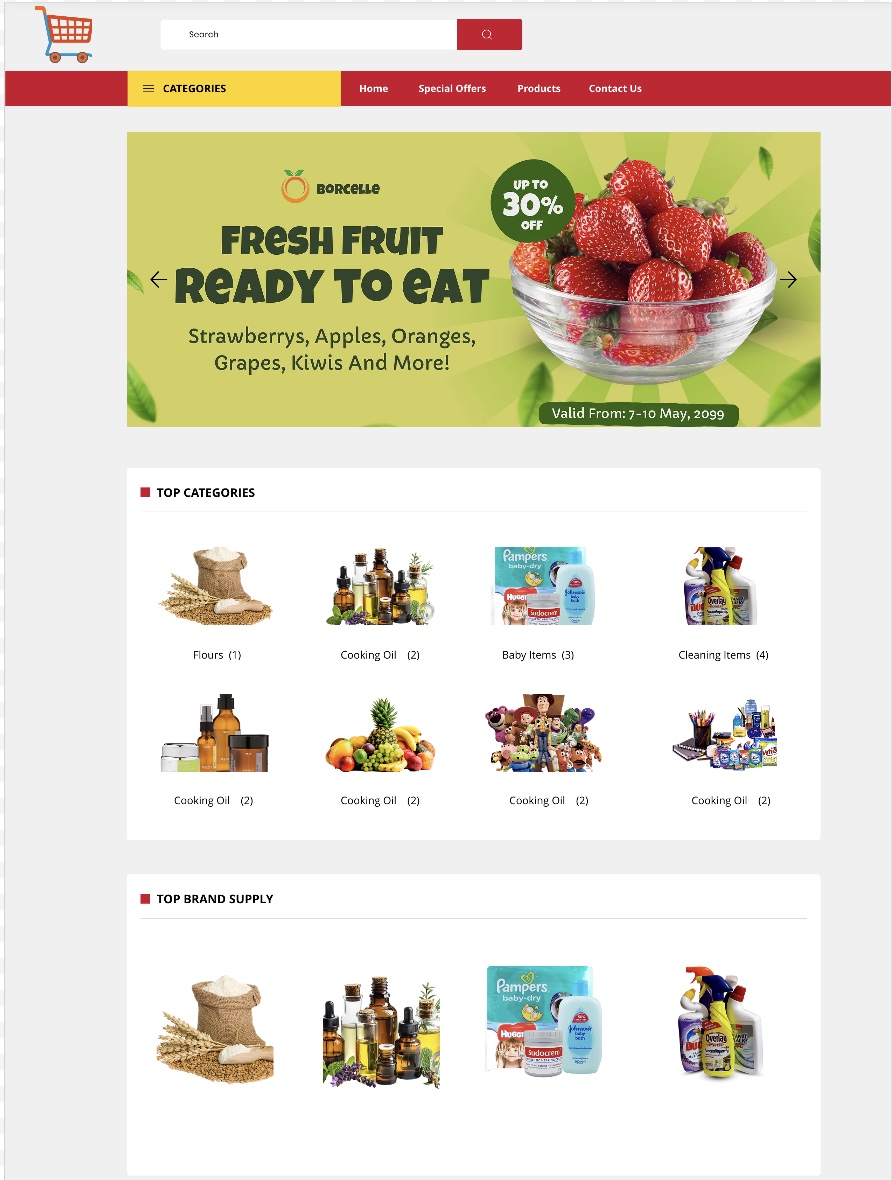 Search
CATEGORIES
Home
Special Offers
Products
Contact Us
BORCELLE
UP TO
30%
OFF
FRESH FRUIT
READY TO EAT
Strawberrys, Apples, Oranges,
Grapes, Kiwis And More!
Valid From: 7-10 May, 2099
TOP CATEGORIES
Pampers
baby-dry
Sudocrem
Johnson's
baby
bath
Overlay
Flours (1)
Cooking Oil (2)
Baby Items (3)
Cleaning Items (4)
Cooking Oil (2)
Cooking Oil (2)
Cooking Oil (2)
Cooking Oil (2)
TOP BRAND SUPPLY
Pampers
baby-dry
Sudocrem
Johnson's
baby
bath
Overlay